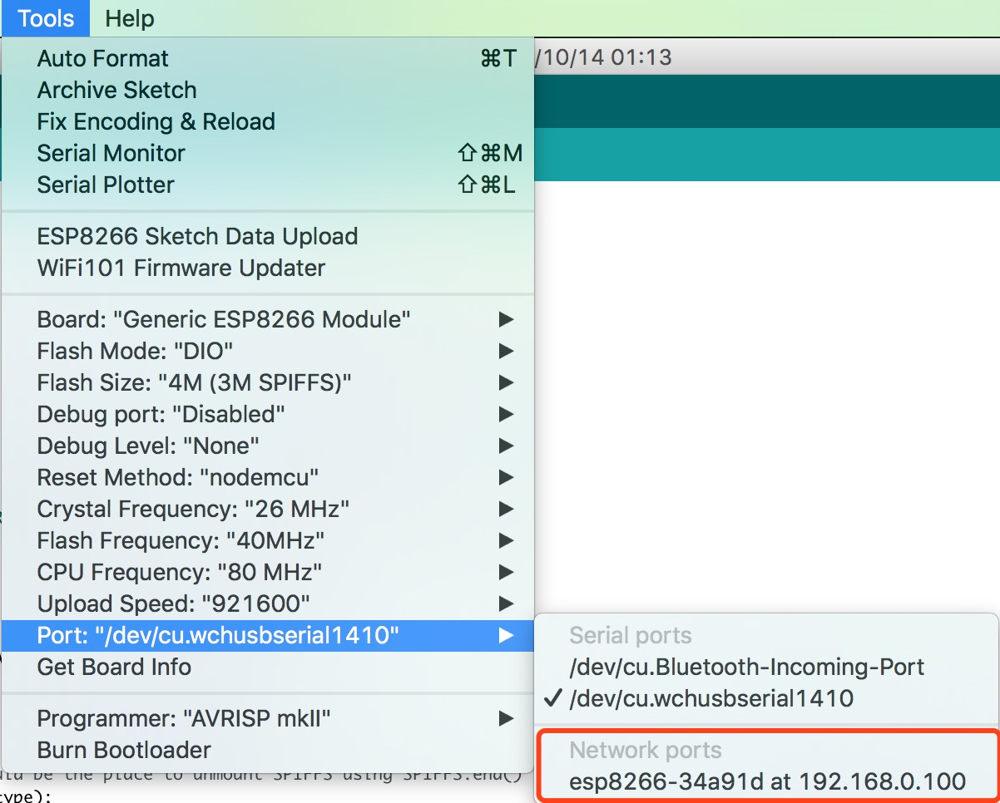 Tools Help
/10/14 01:13
Auto Format ⌘T
Archive Sketch
Fix Encoding & Reload
Serial Monitor ⇧⌘M
Serial Plotter ⇧⌘L
ESP8266 Sketch Data Upload
WiFi101 Firmware Updater
Board: "Generic ESP8266 Module" ▶
Flash Mode: "DIO" ▶
Flash Size: "4M (3M SPIFFS)" ▶
Debug port: "Disabled" ▶
Debug Level: "None" ▶
Reset Method: "nodemcu" ▶
Crystal Frequency: "26 MHz" ▶
Flash Frequency: "40MHz" ▶
CPU Frequency: "80 MHz" ▶
Upload Speed: "921600" ▶
Port: "/dev/cu.wchusbserial1410" ▶
Get Board Info
Programmer: "AVRISP mkII" ▶
Burn Bootloader
Serial ports
/dev/cu.Bluetooth-Incoming-Port
✓ /dev/cu.wchusbserial1410
Network ports
esp8266-34a91d at 192.168.0.100
be the place to unmount SPIFFS using SPIFFS.end()
type);